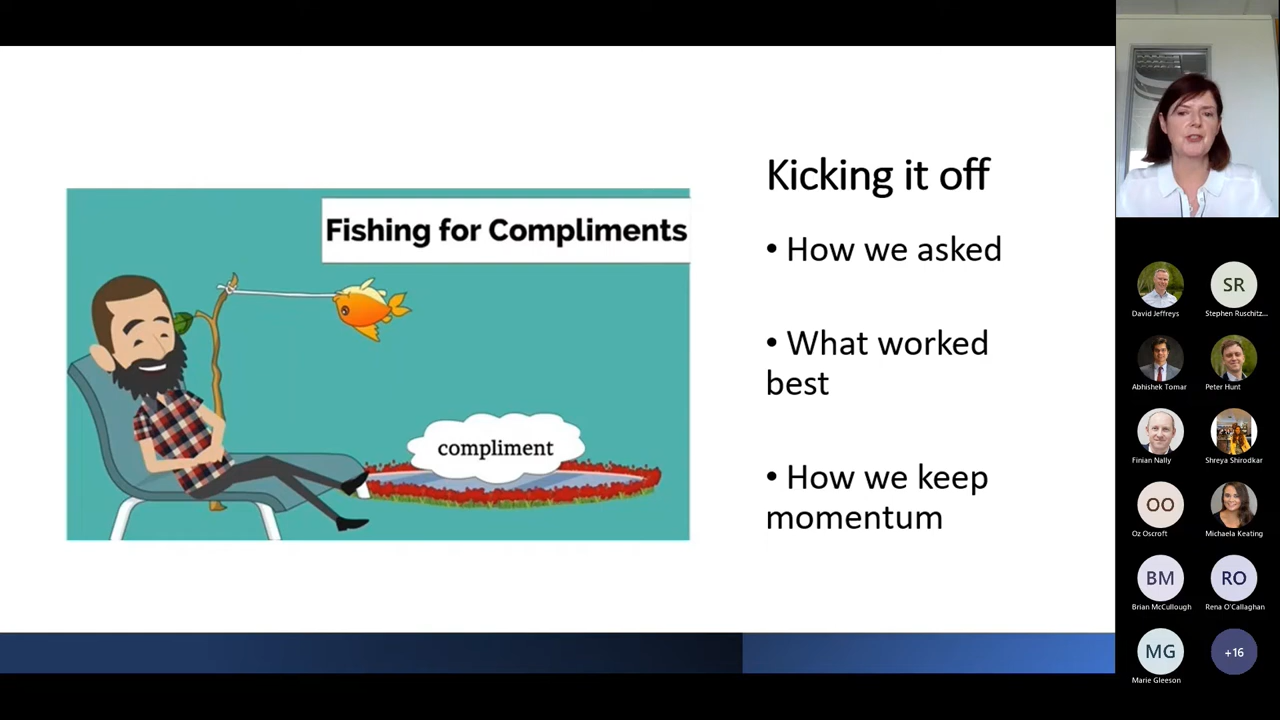 Fishing for Compliments
compliment
Kicking it off
• How we asked
• What worked
best
• How we keep
momentum
David Jeffreys
SR
Stephen Ruschitz...
Abhishek Tomar
Peter Hunt
Finian Nally
Shreya Shirodkar
OO
Oz Oscroft
Michaela Keating
BM
Brian McCullough
RO
Rena O'Callaghan
MG
Marie Gleeson
+16